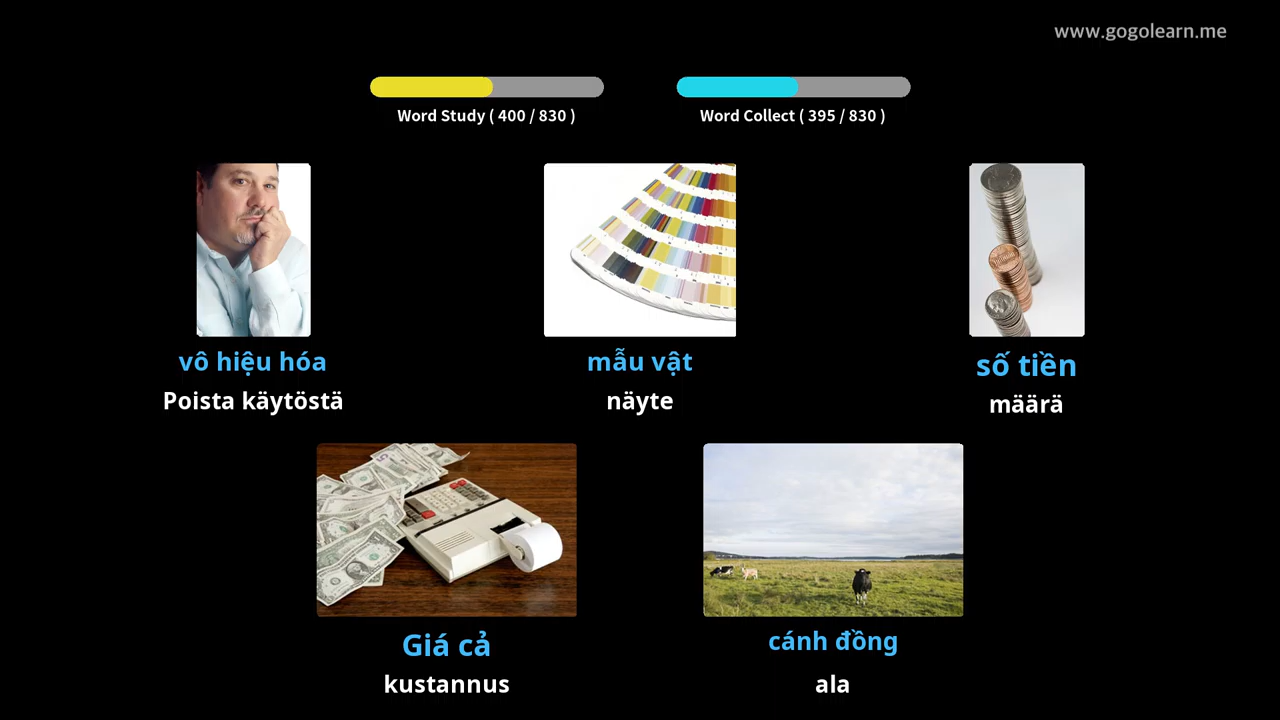 www.gogolearn.me
Word Study ( 400 / 830 )
Word Collect ( 395 / 830 )
vô hiệu hóa
Poista käytöstä
mẫu vật
näyte
số tiền
määrä
Giá cả
kustannus
cánh đồng
ala